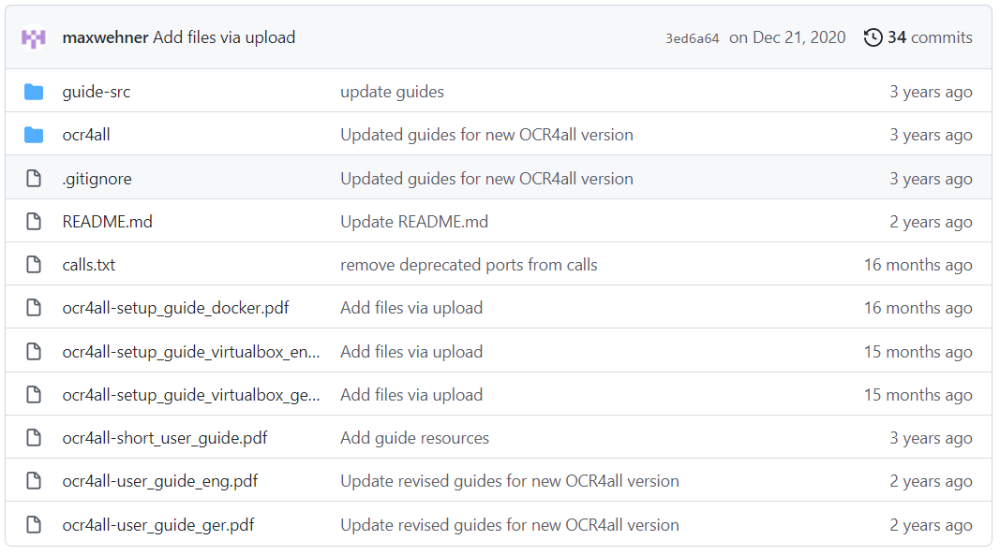 maxwehner Add files via upload 3ed6a64 on Dec 21, 2020 34 commits
guide-src update guides 3 years ago
ocr4all Updated guides for new OCR4all version 3 years ago
.gitignore Updated guides for new OCR4all version 3 years ago
README.md Update README.md 2 years ago
calls.txt remove deprecated ports from calls 16 months ago
ocr4all-setup_guide_docker.pdf Add files via upload 16 months ago
ocr4all-setup_guide_virtualbox_en... Add files via upload 15 months ago
ocr4all-setup_guide_virtualbox_ge... Add files via upload 15 months ago
ocr4all-short_user_guide.pdf Add guide resources 3 years ago
ocr4all-user_guide_eng.pdf Update revised guides for new OCR4all version 2 years ago
ocr4all-user_guide_ger.pdf Update revised guides for new OCR4all version 2 years ago